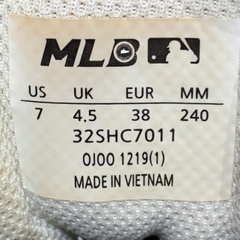 MLB
US UK EUR MM
7 4.5 38 240
32SHC7011
0J00 1219(1)
MADE IN VIETNAM